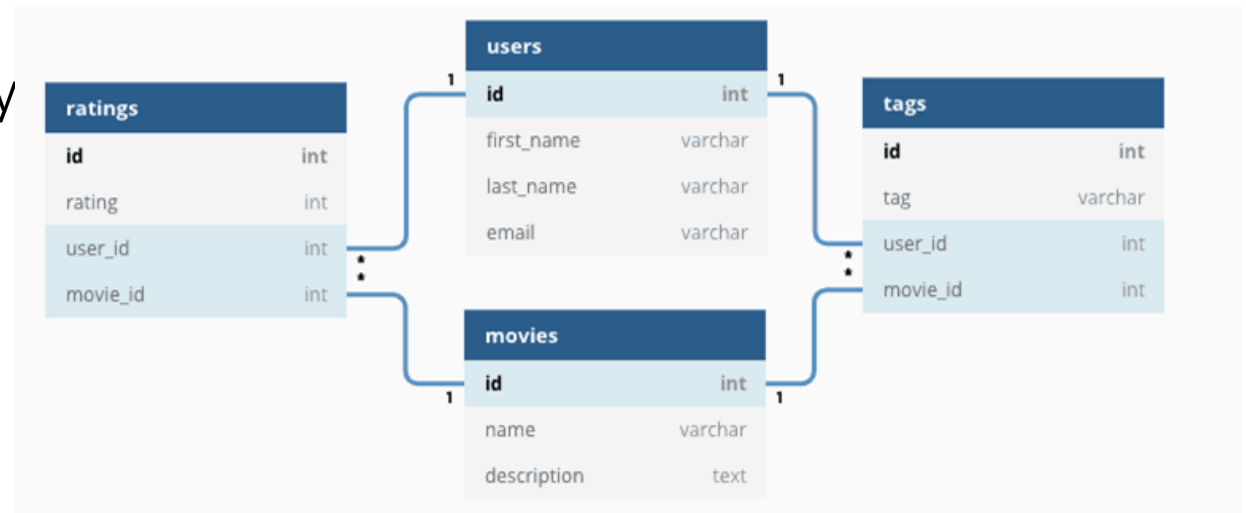 y
ratings
id int
rating int
user_id int
movie_id int
*
*
users
1 1
id int
first_name varchar
last_name varchar
email varchar
movies
id int
1 1
name varchar
description text
tags
id int
tag varchar
user_id int
movie_id int
*
*